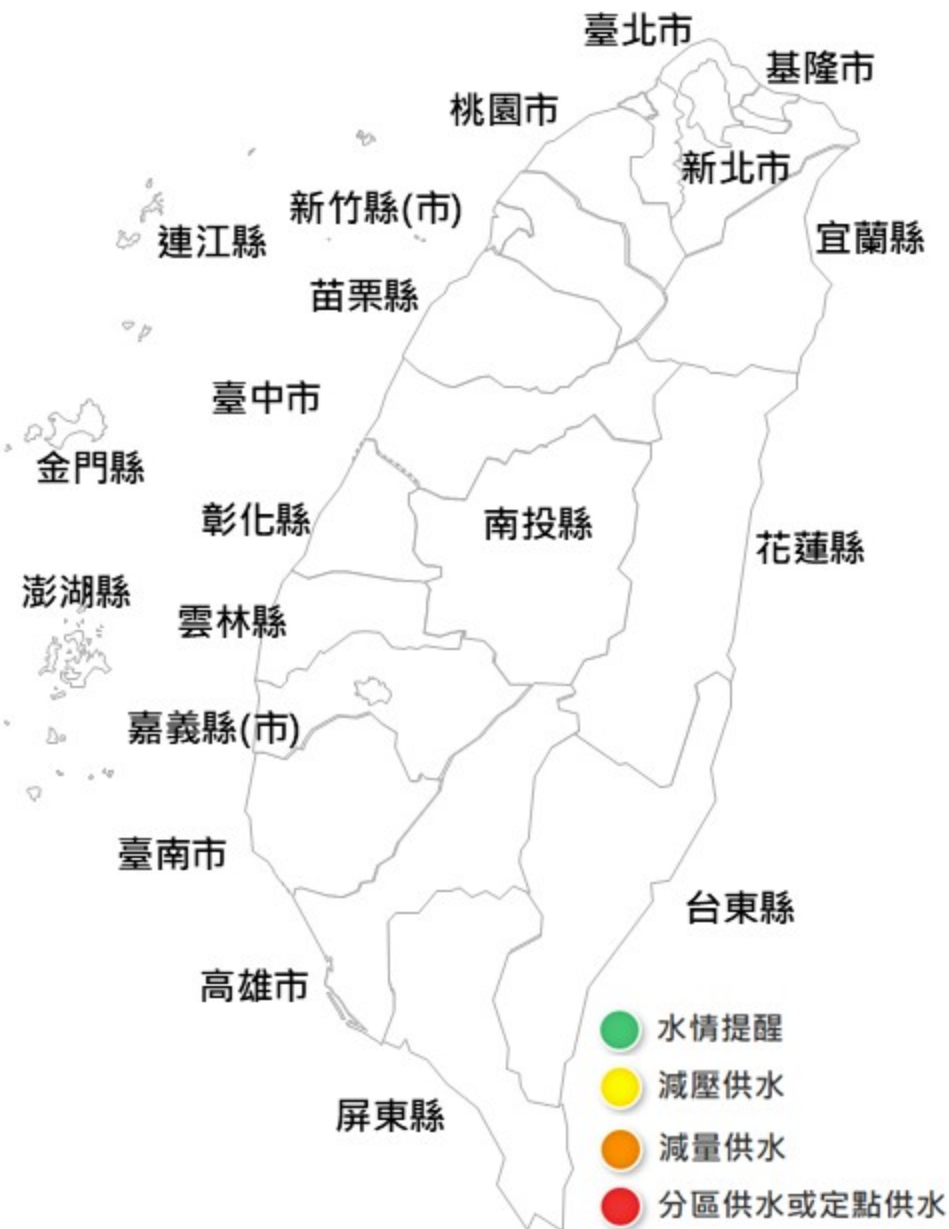 臺北市
基隆市
桃園市
新北市
新竹縣(市)
宜蘭縣
連江縣
苗栗縣
臺中市
金門縣
彰化縣
南投縣
花蓮縣
澎湖縣
雲林縣
嘉義縣(市)
臺南市
台東縣
高雄市
屏東縣
水情提醒
減壓供水
減量供水
分區供水或定點供水